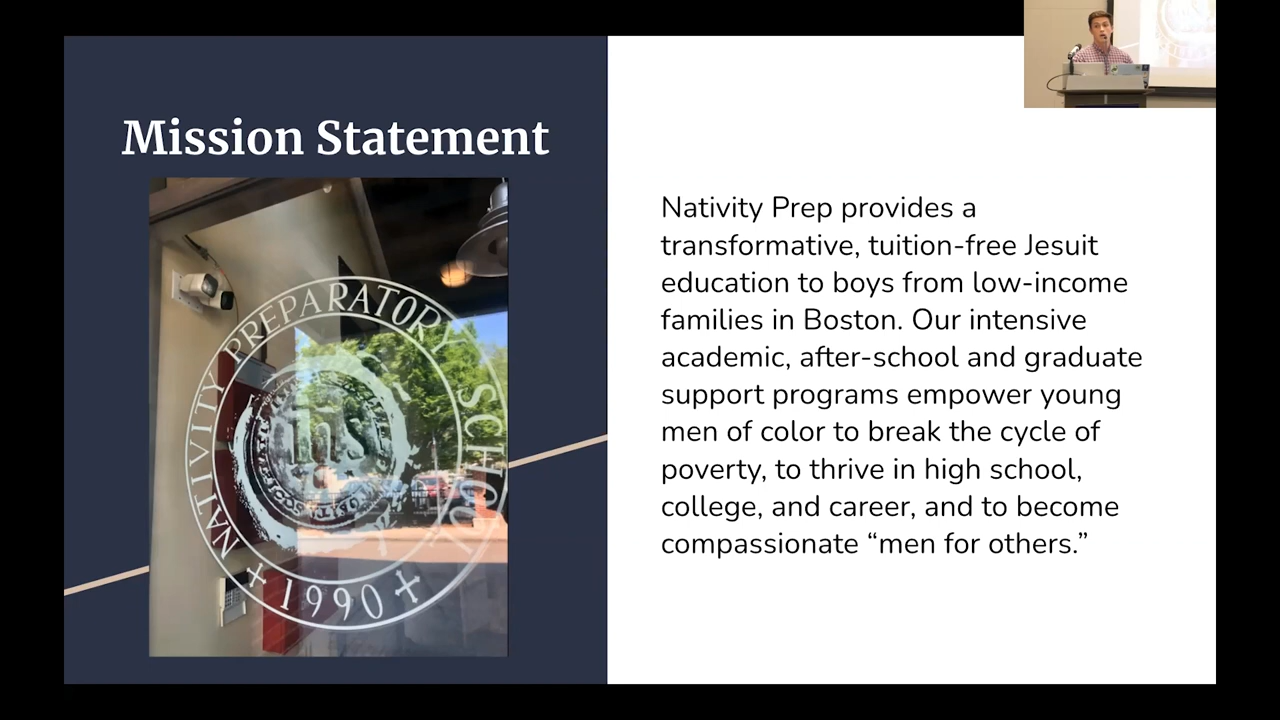 Mission Statement
NATIVITY PREPARATORY SCHOOL
ihs
1990
Nativity Prep provides a
transformative, tuition-free Jesuit
education to boys from low-income
families in Boston. Our intensive
academic, after-school and graduate
support programs empower young
men of color to break the cycle of
poverty, to thrive in high school,
college, and career, and to become
compassionate “men for others.”